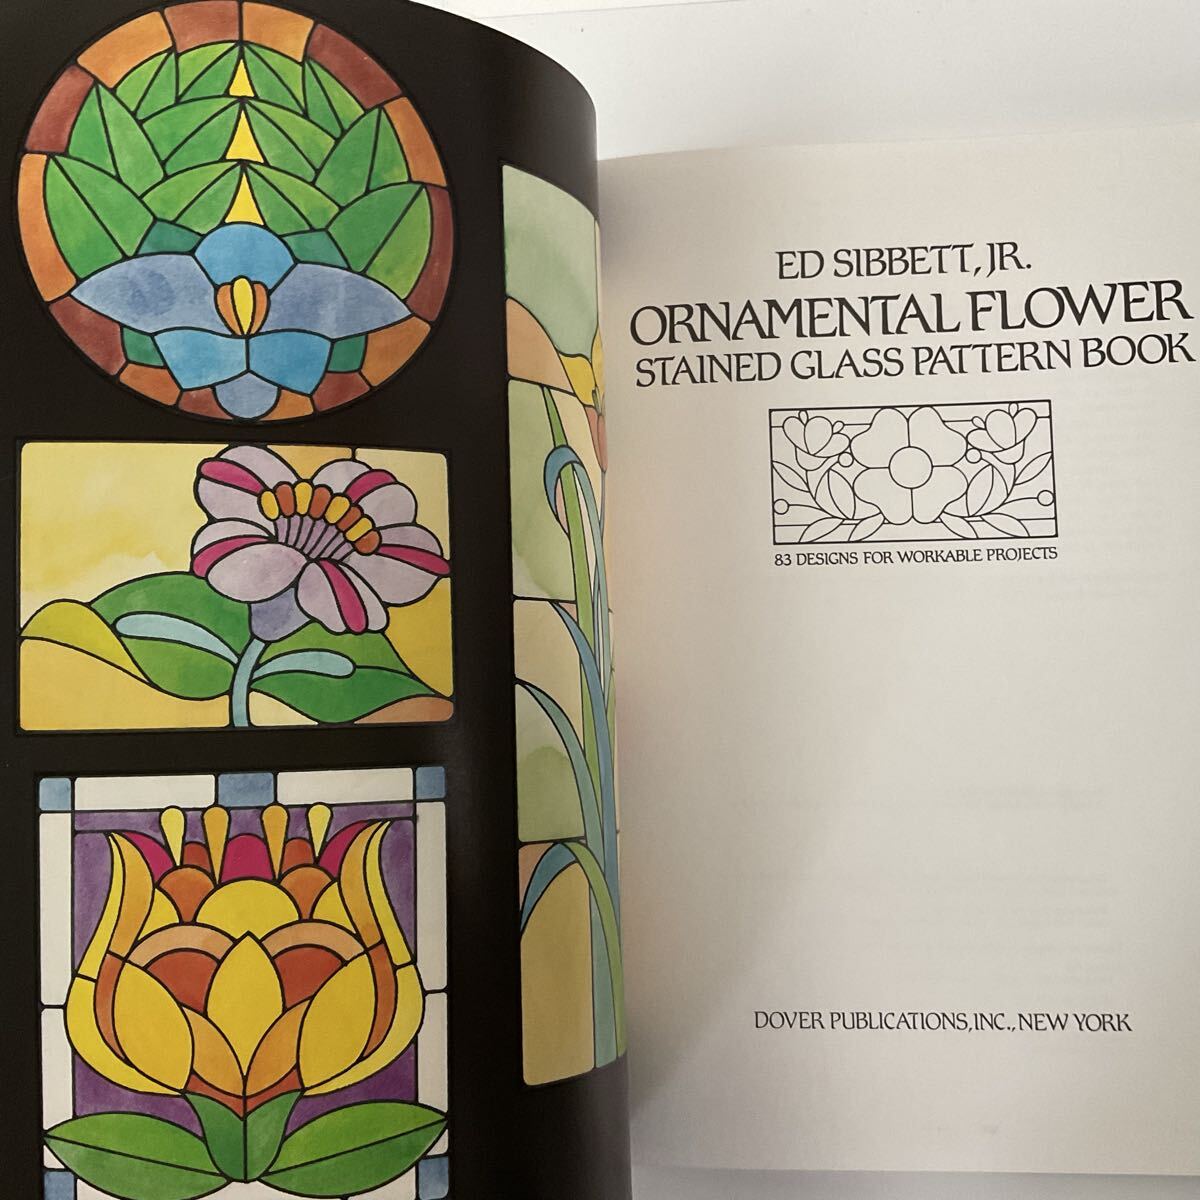 ED SIBBETT, JR.
ORNAMENTAL FLOWER
STAINED GLASS PATTERN BOOK
83 DESIGNS FOR WORKABLE PROJECTS
DOVER PUBLICATIONS, INC., NEW YORK